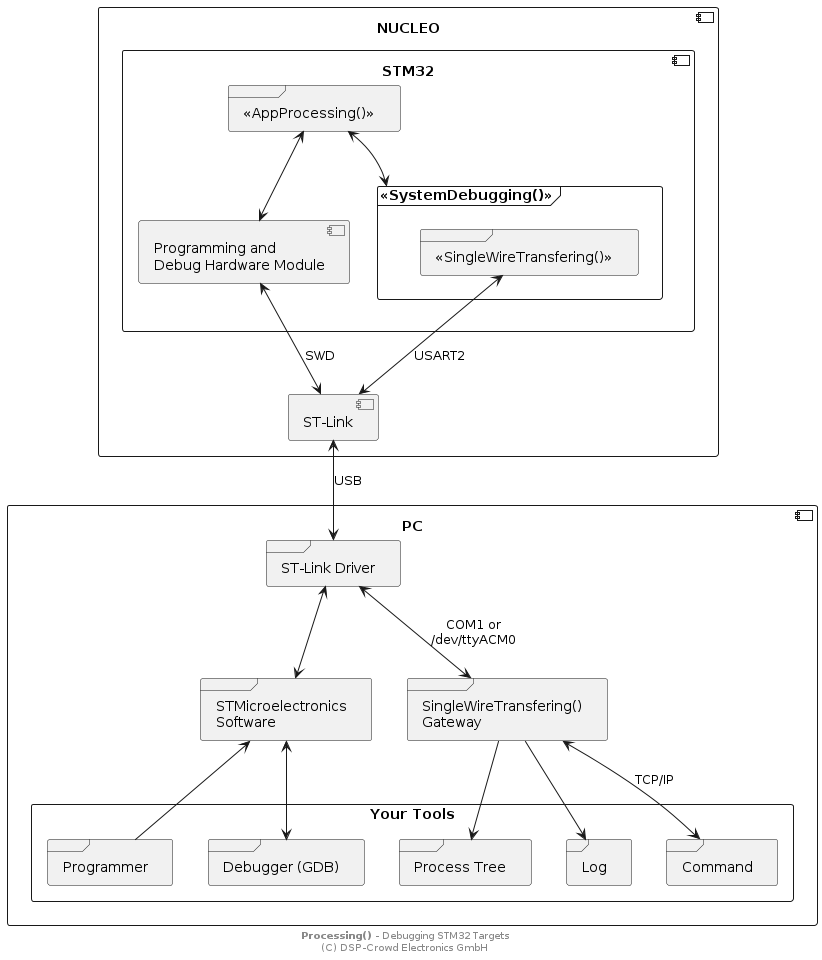 NUCLEO
STM32
«AppProcessing()»
«SystemDebugging()»
Programming and
Debug Hardware Module
«SingleWireTransfering()»
SWD
USART2
ST-Link
USB
PC
ST-Link Driver
COM1 or
/dev/ttyACM0
STMicroelectronics
Software
SingleWireTransfering()
Gateway
TCP/IP
Your Tools
Programmer
Debugger (GDB)
Process Tree
Log
Command
Processing() - Debugging STM32 Targets
(C) DSP-Crowd Electronics GmbH